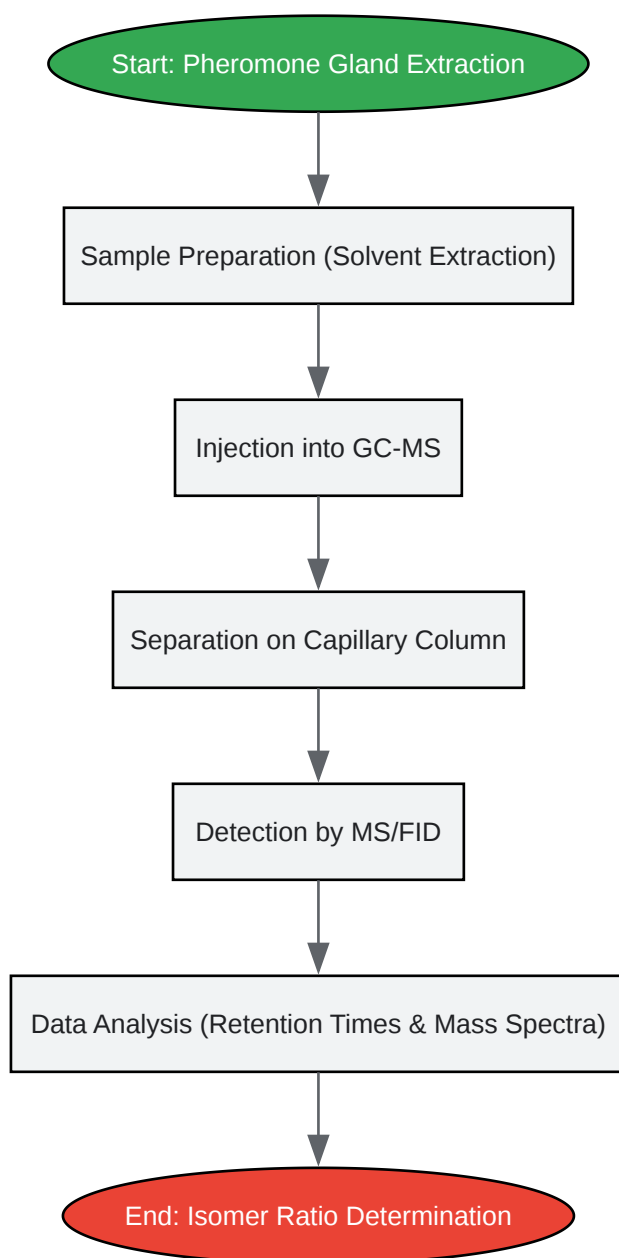 Start: Pheromone Gland Extraction
Sample Preparation (Solvent Extraction)
Injection into GC-MS
Separation on Capillary Column
Detection by MS/FID
Data Analysis (Retention Times & Mass Spectra)
End: Isomer Ratio Determination